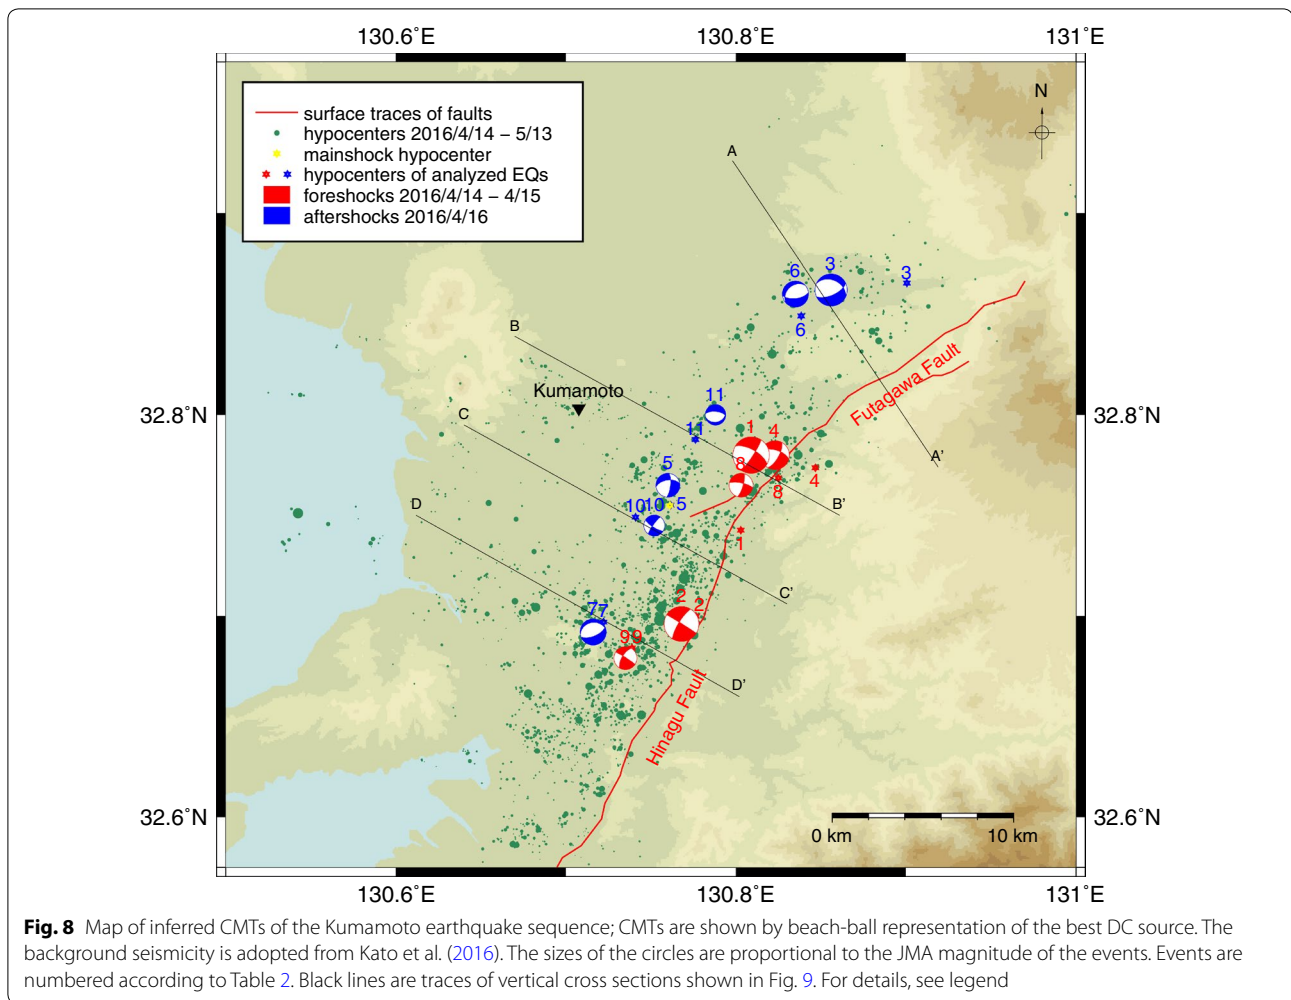 130.6˚E 130.8˚E 131˚E
surface traces of faults
hypocenters 2016/4/14 – 5/13
mainshock hypocenter
hypocenters of analyzed EQs
foreshocks 2016/4/14 – 4/15
aftershocks 2016/4/16
N
A
6 3 3
6
B
Kumamoto
Futagawa Fault
32.8˚N 32.8˚N
C
11
11
1 4
A'
5 8 4
8
D
10 10 5
B'
1
C'
2
2
7 7
9 9
D'
Hinagu Fault
32.6˚N 32.6˚N
0 km 10 km
130.6˚E 130.8˚E 131˚E
Fig. 8 Map of inferred CMTs of the Kumamoto earthquake sequence; CMTs are shown by beach-ball representation of the best DC source. The
background seismicity is adopted from Kato et al. (2016). The sizes of the circles are proportional to the JMA magnitude of the events. Events are
numbered according to Table 2. Black lines are traces of vertical cross sections shown in Fig. 9. For details, see legend